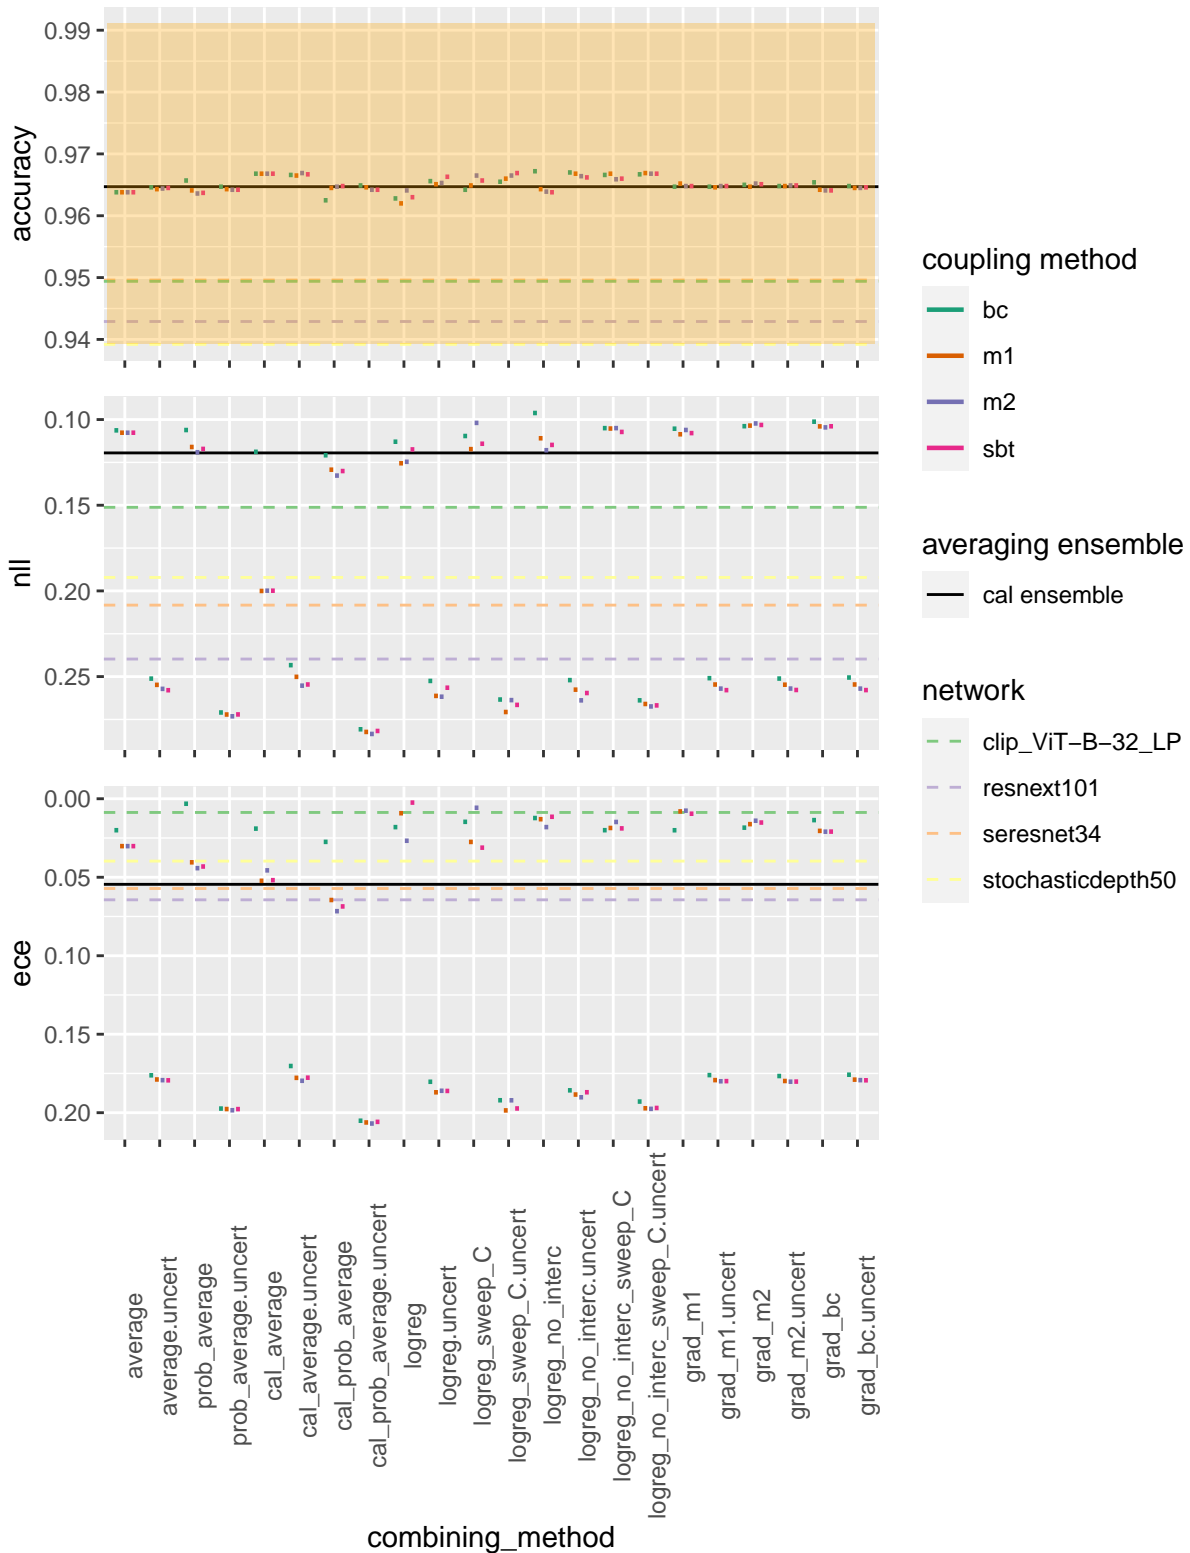 0.99
0.98
0.97
0.96
0.95
0.94
accuracy
0.10
0.15
0.20
0.25
nll
0.00
0.05
0.10
0.15
0.20
ece
average
average.uncert
prob_average
prob_average.uncert
cal_average
cal_average.uncert
cal_prob_average
cal_prob_average.uncert
logreg
logreg.uncert
logreg_sweep_C
logreg_sweep_C.uncert
logreg_no_interc
logreg_no_interc.uncert
logreg_no_interc_sweep_C
logreg_no_interc_sweep_C.uncert
grad_m1
grad_m1.uncert
grad_m2
grad_m2.uncert
grad_bc
grad_bc.uncert
combining_method
coupling method
bc
m1
m2
sbt
averaging ensemble
cal ensemble
network
clip_ViT−B−32_LP
resnext101
seresnet34
stochasticdepth50